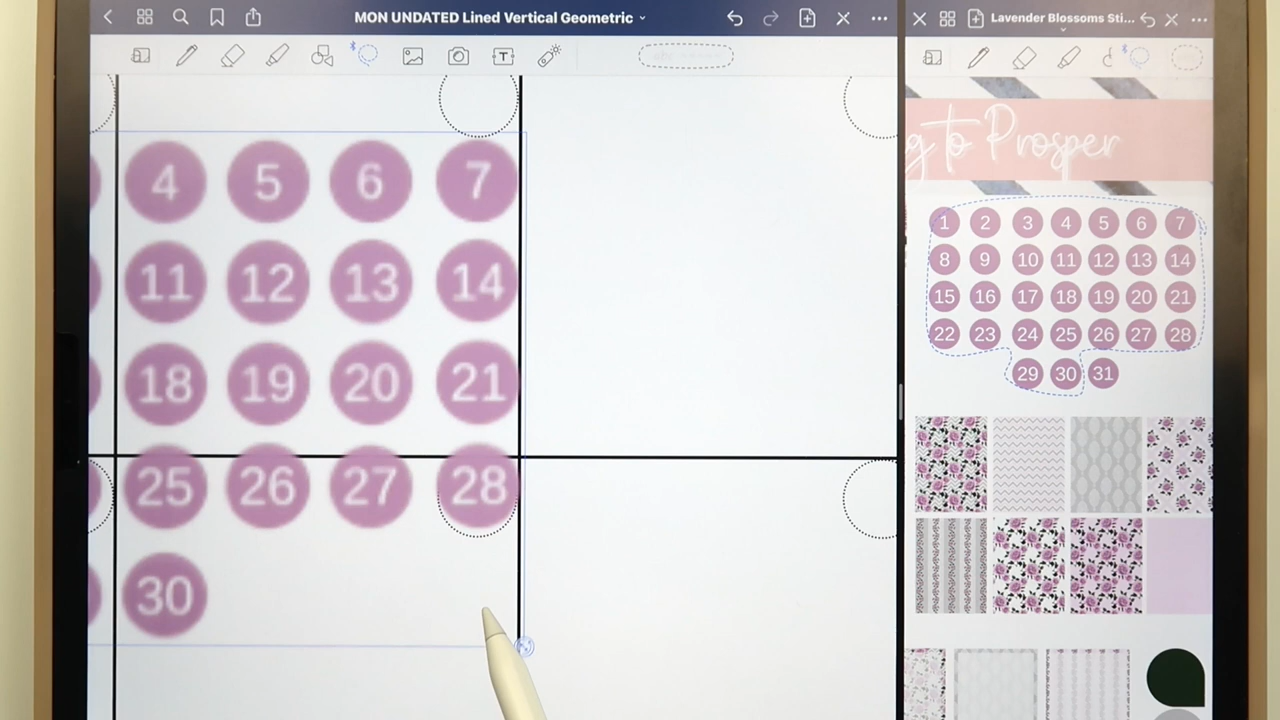 MON UNDATED Lined Vertical Geometric
T
4 5 6 7
11 12 13 14
18 19 20 21
25 26 27 28
30
Lavender Blossoms Sti...
g to Prosper
1 2 3 4 5 6 7
8 9 10 11 12 13 14
15 16 17 18 19 20 21
22 23 24 25 26 27 28
29 30 31